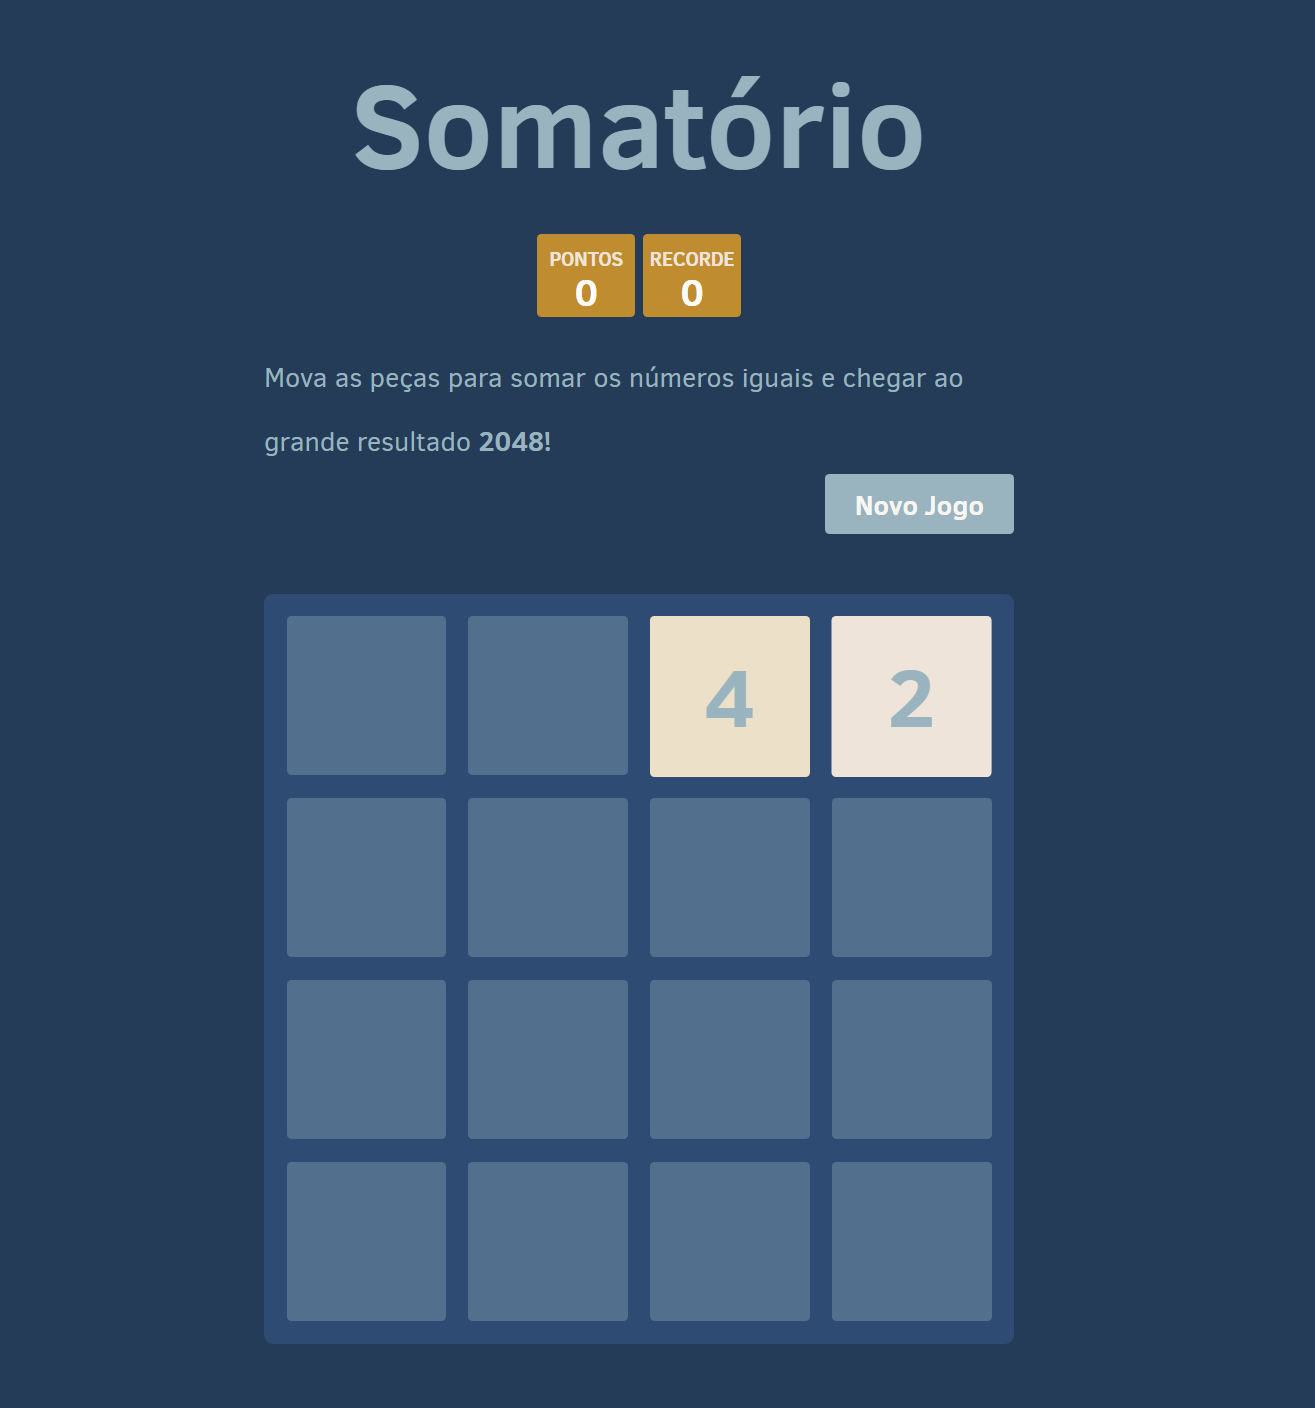 Somatório
PONTOS RECORDE
0 0
Mova as peças para somar os números iguais e chegar ao
grande resultado 2048!
Novo Jogo
4 2